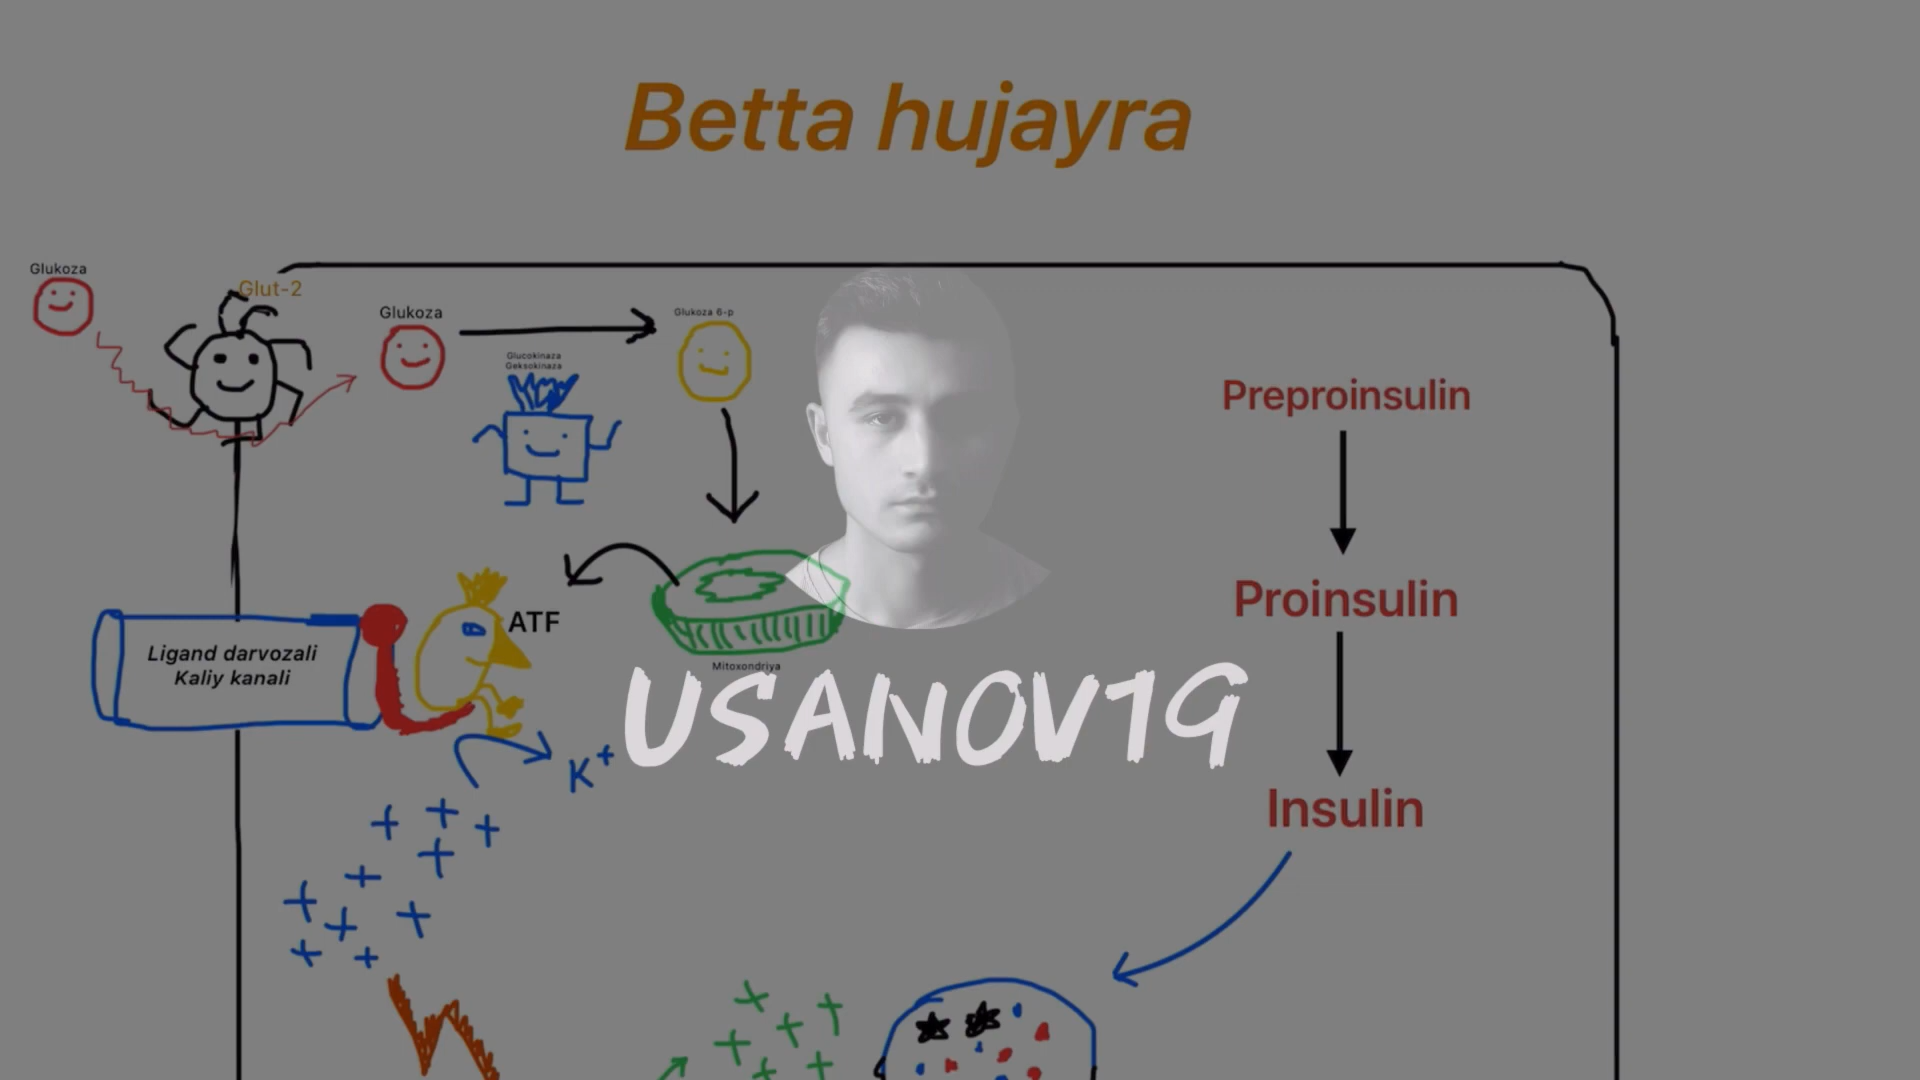 Betta hujayra
Glukoza
Glut-2
Glukoza
Glukoza 6-p
Glucokinaza
Geksokinaza
Preproinsulin
Proinsulin
ATF
Ligand darvozali
Kaliy kanali
Mitoxondriya
USANOV19
K+
Insulin